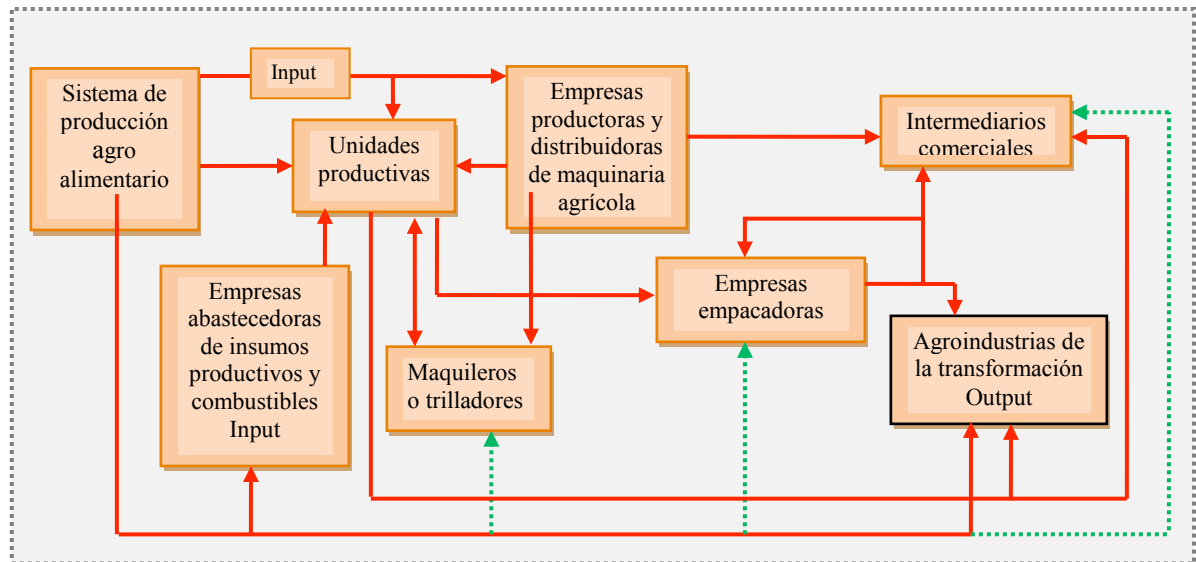 Sistema de
producción
agro
alimentario
Input
Unidades
productivas
Empresas
productoras y
distribuidoras
de maquinaria
agrícola
Intermediarios
comerciales
Empresas
abastecedoras
de insumos
productivos y
combustibles
Input
Maquileros
o trilladores
Empresas
empacadoras
Agroindustrias de
la transformación
Output